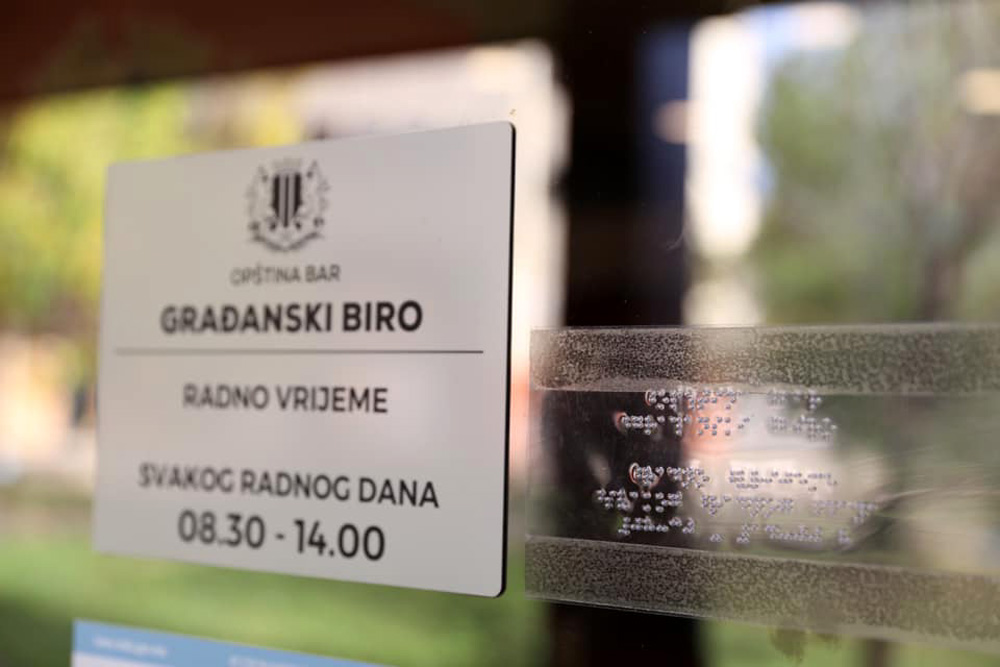 OPŠTINA BAR
GRAĐANSKI BIRO
RADNO VRIJEME
SVAKOG RADNOG DANA
08.30 - 14.00